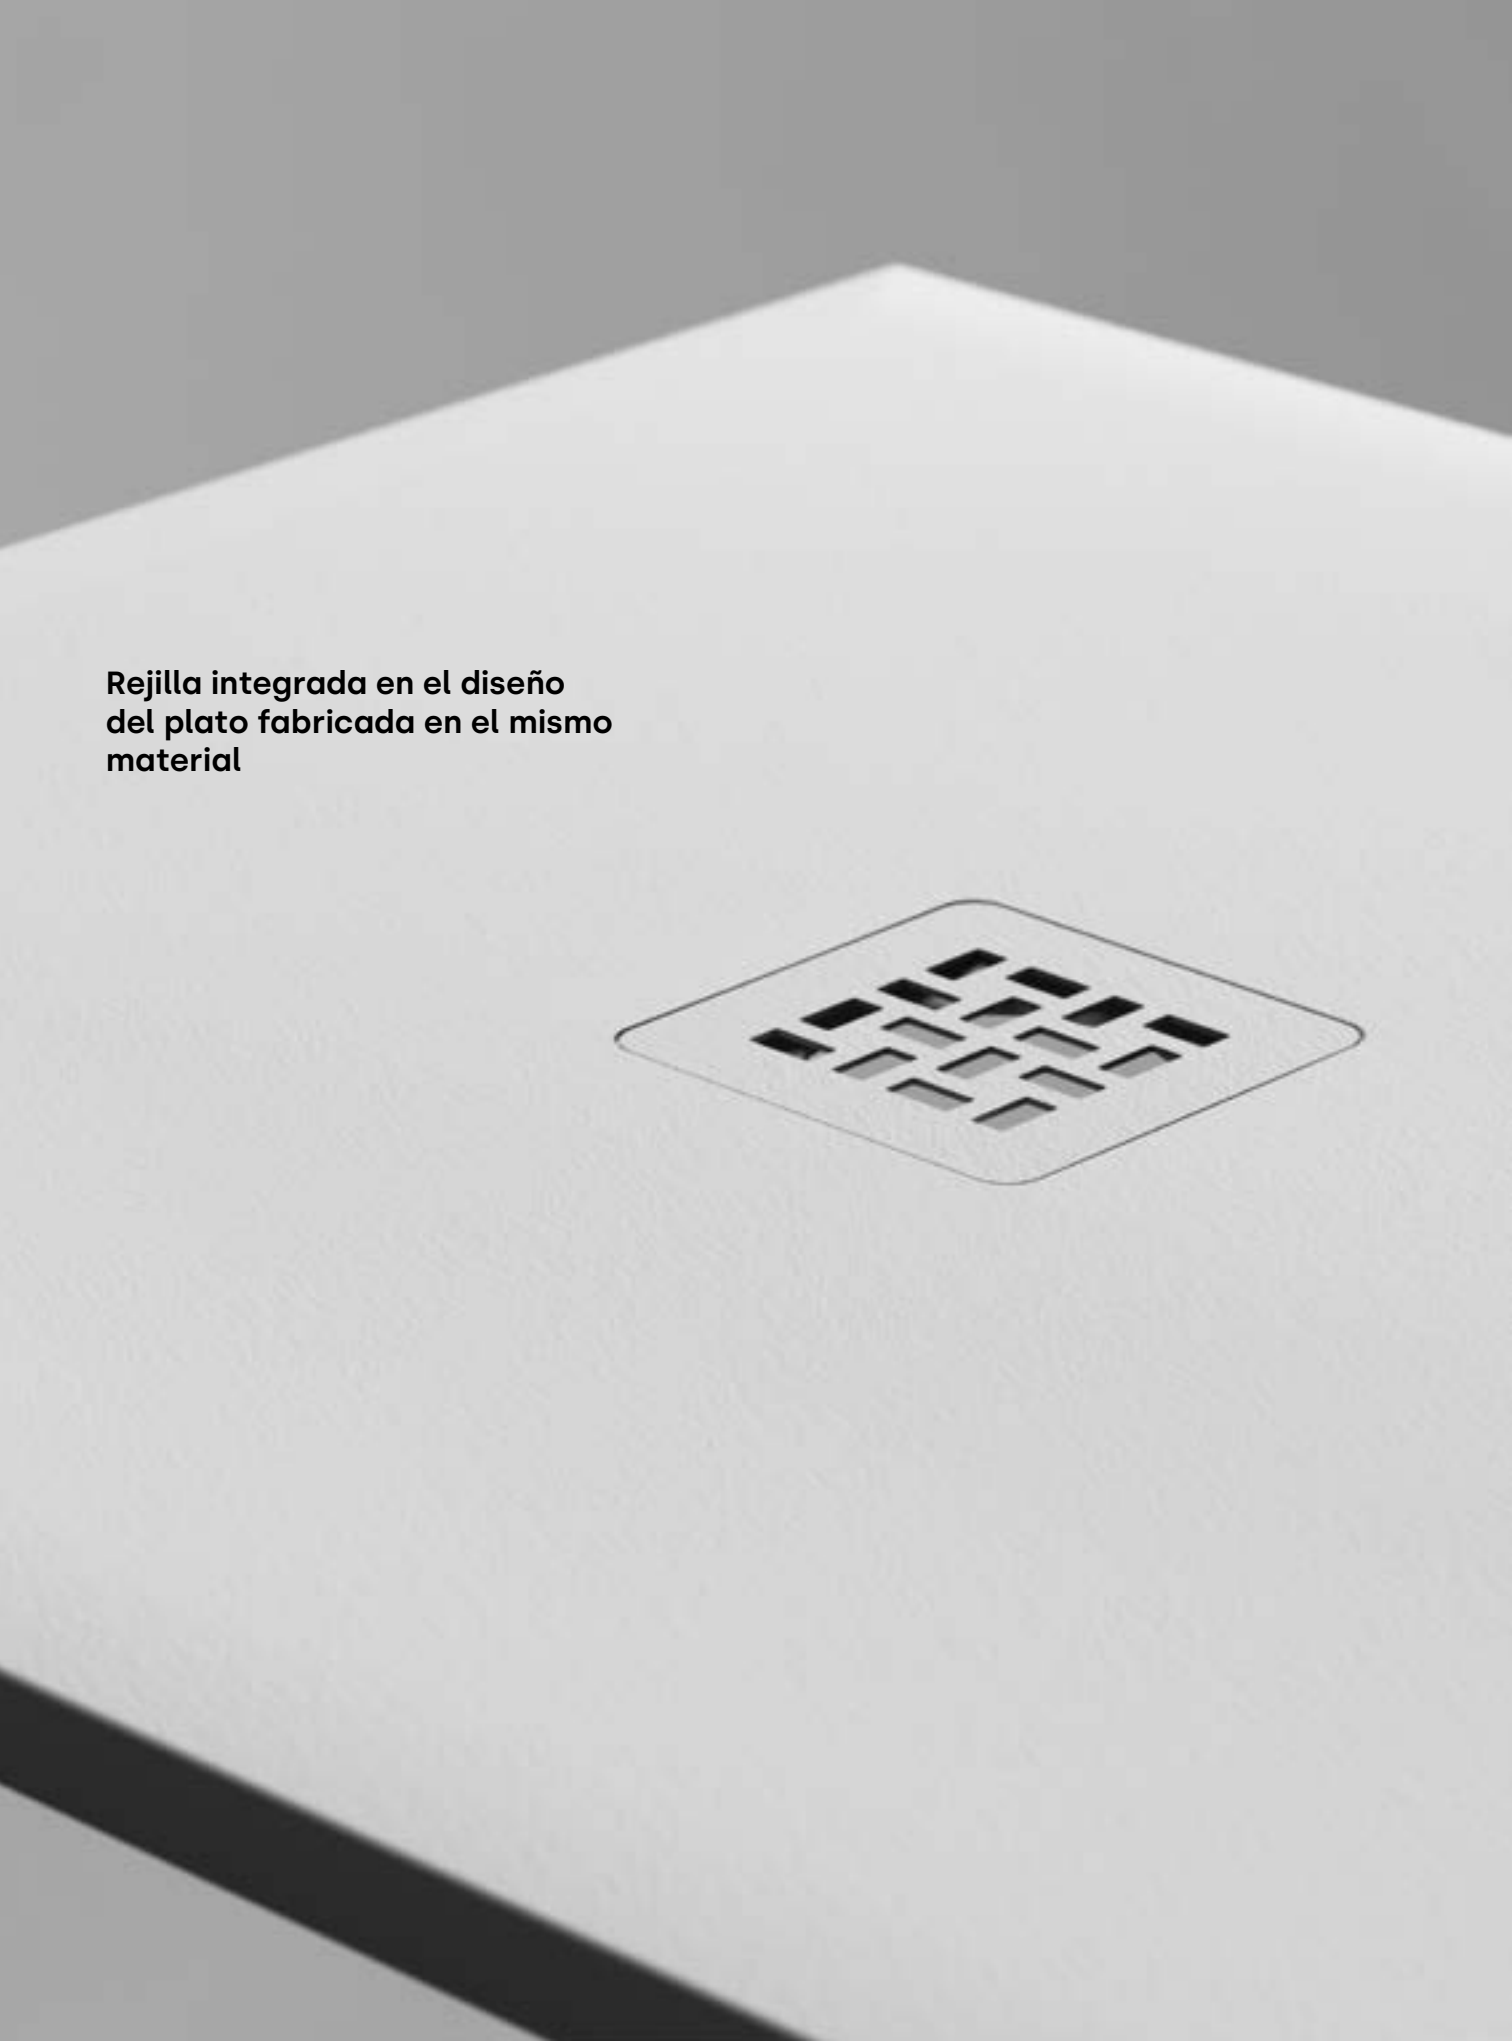 Rejilla integrada en el diseño
del plato fabricada en el mismo
material